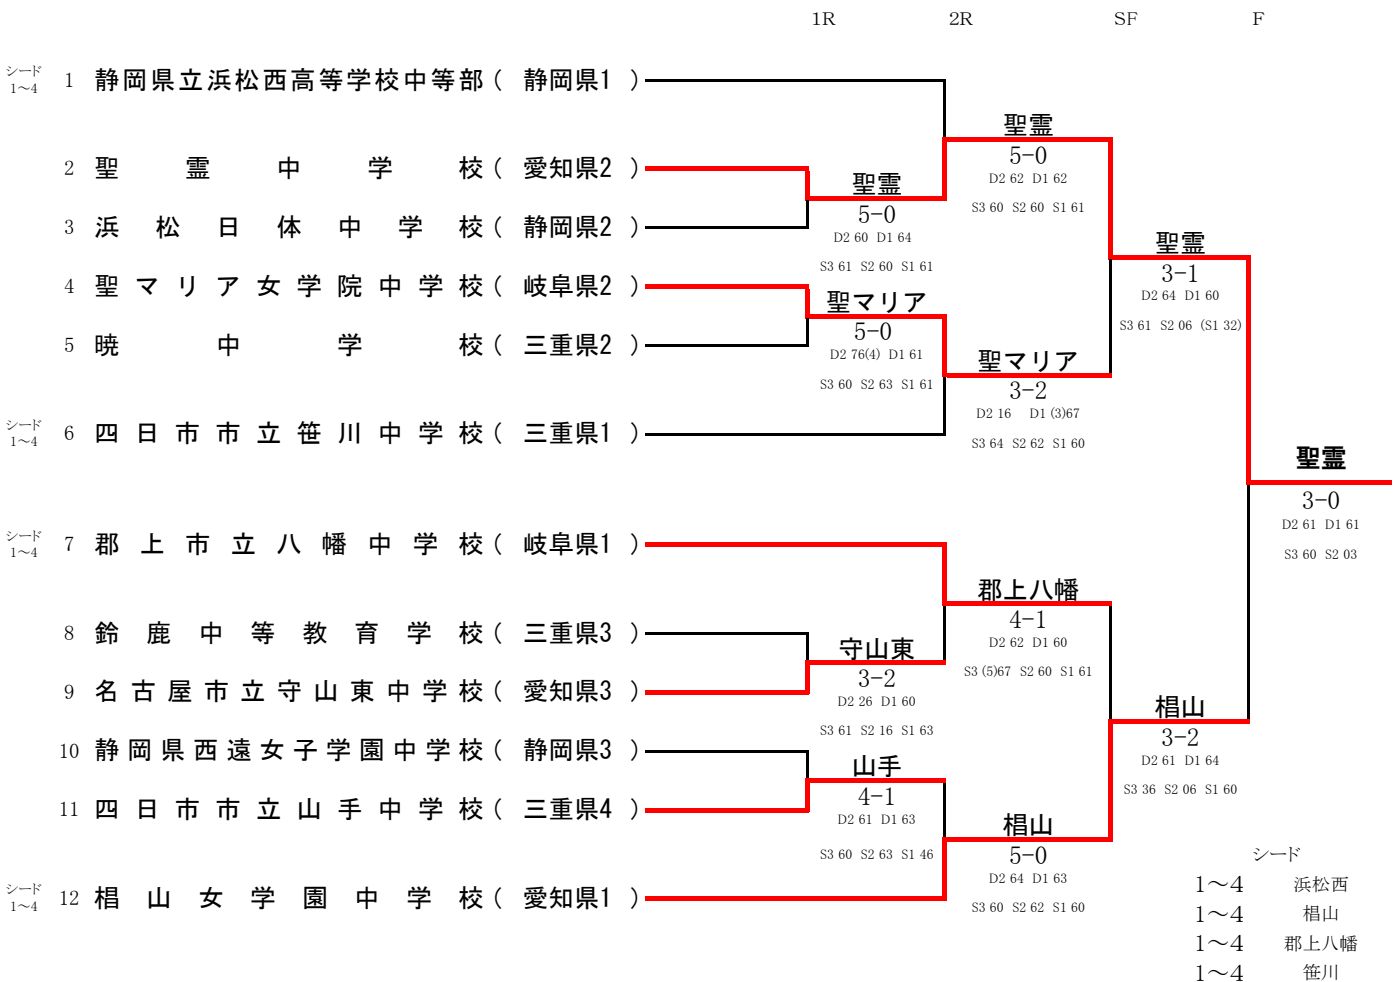 1R 2R SF F
シード 1～4 1 静岡県立浜松西高等学校中等部 ( 静岡県1 )
聖霊
5-0
2 聖霊中学校 ( 愛知県2 )
D2 62 D1 62
聖霊
S3 60 S2 60 S1 61
5-0
3 浜松日体中学校 ( 静岡県2 )
D2 60 D1 64
聖霊
S3 61 S2 60 S1 61
3-1
4 聖マリア女学院中学校 ( 岐阜県2 )
D2 64 D1 60
聖マリア
S3 61 S2 06 (S1 32)
5-0
5 暁中学校 ( 三重県2 )
D2 76(4) D1 61
聖マリア
S3 60 S2 63 S1 61
3-2
D2 16 D1 (3)67
シード 1～4 6 四日市市立笹川中学校 ( 三重県1 )
S3 64 S2 62 S1 60
聖霊
3-0
D2 61 D1 61
シード 1～4 7 郡上市立八幡中学校 ( 岐阜県1 )
S3 60 S2 03
郡上八幡
4-1
8 鈴鹿中等教育学校 ( 三重県3 )
D2 62 D1 60
守山東
S3 (5)67 S2 60 S1 61
3-2
9 名古屋市立守山東中学校 ( 愛知県3 )
D2 26 D1 60
椙山
S3 61 S2 16 S1 63
3-2
10 静岡県西遠女子学園中学校 ( 静岡県3 )
D2 61 D1 64
山手
S3 36 S2 06 S1 60
4-1
11 四日市市立山手中学校 ( 三重県4 )
D2 61 D1 63
椙山
S3 60 S2 63 S1 46
5-0
D2 64 D1 63
シード 1～4 12 椙山女学園中学校 ( 愛知県1 )
S3 60 S2 62 S1 60
シード
1～4 浜松西
1～4 椙山
1～4 郡上八幡
1～4 笹川